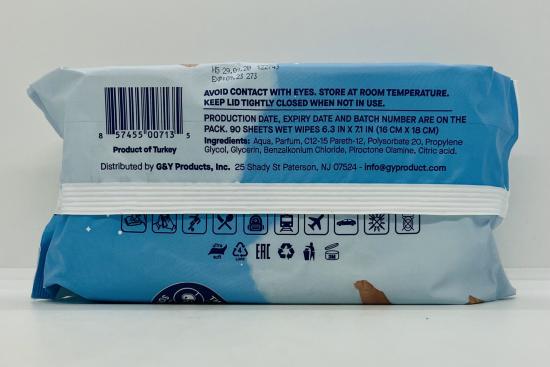 AVOID CONTACT WITH EYES. STORE AT ROOM TEMPERATURE.
KEEP LID TIGHTLY CLOSED WHEN NOT IN USE.
PRODUCTION DATE, EXPIRY DATE AND BATCH NUMBER ARE ON THE
PACK. 90 SHEETS WET WIPES 6.3 IN X 7.1 IN (16 CM X 18 CM)
Ingredients: Aqua, Parfum, C12-15 Pareth-12, Polysorbate 20, Propylene
Glycol, Glycerin, Benzalkonium Chloride, Piroctone Olamine, Citric acid.
8 57455 00713 5
Product of Turkey
Distributed by G&Y Products, Inc. 25 Shady St Paterson, NJ 07524 - info@gyproduct.com
soft
4
EAC